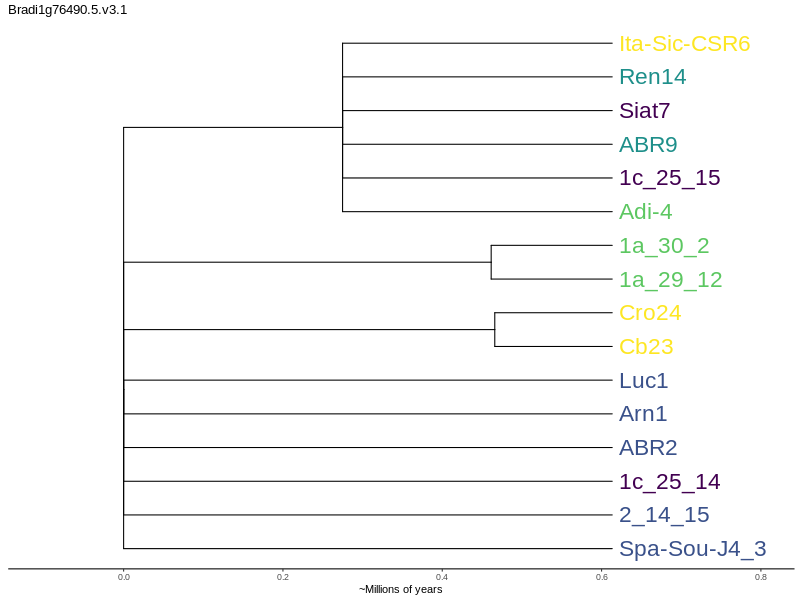 Bradi1g76490.5.v3.1
Ita-Sic-CSR6
Ren14
Siat7
ABR9
1c_25_15
Adi-4
1a_30_2
1a_29_12
Cro24
Cb23
Luc1
Arn1
ABR2
1c_25_14
2_14_15
Spa-Sou-J4_3
0.0 0.2 0.4 0.6 0.8
~Millions of years